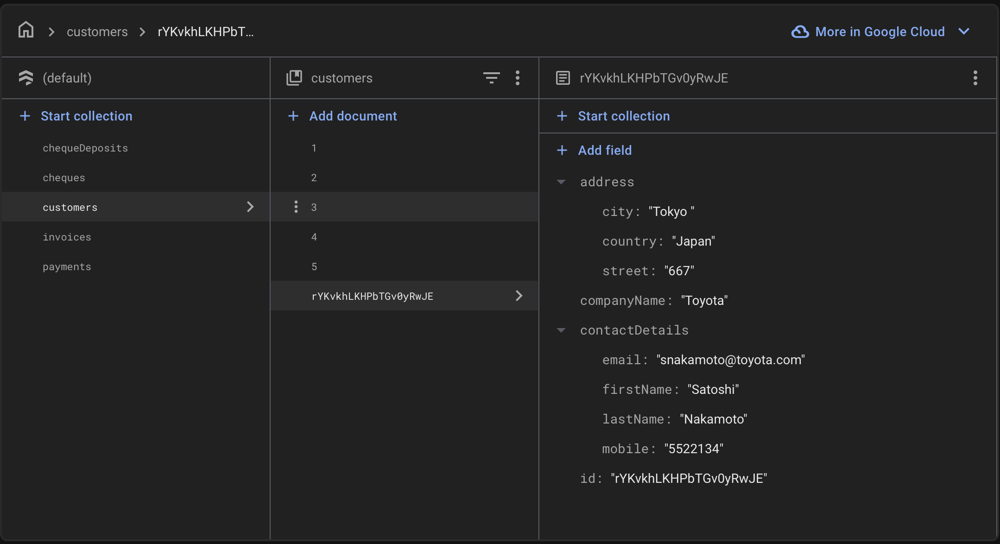 customers
rYKvkhLKHPbT...
More in Google Cloud
(default)
Start collection
chequeDeposits
cheques
customers
invoices
payments
customers
Add document
1
2
3
4
5
rYKvkhLKHPbTGv0yRwJE
rYKvkhLKHPbTGv0yRwJE
Start collection
Add field
address
city: "Tokyo "
country: "Japan"
street: "667"
companyName: "Toyota"
contactDetails
email: "snakamoto@toyota.com"
firstName: "Satoshi"
lastName: "Nakamoto"
mobile: "5522134"
id: "rYKvkhLKHPbTGv0yRwJE"